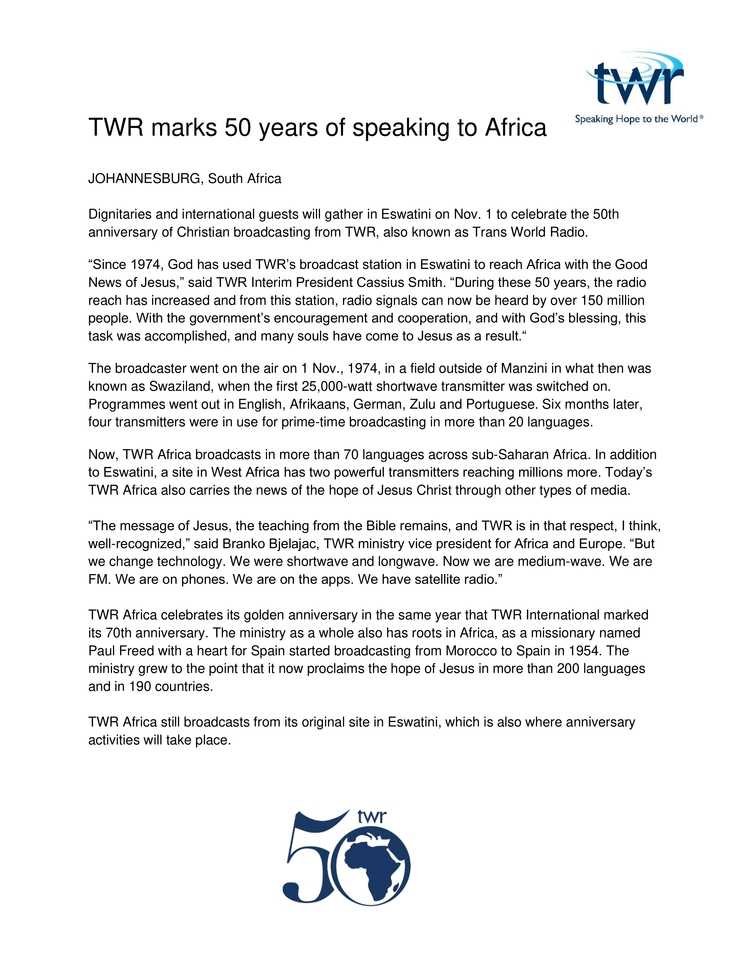 twr
Speaking Hope to the World®
TWR marks 50 years of speaking to Africa
JOHANNESBURG, South Africa
Dignitaries and international guests will gather in Eswatini on Nov. 1 to celebrate the 50th
anniversary of Christian broadcasting from TWR, also known as Trans World Radio.
“Since 1974, God has used TWR’s broadcast station in Eswatini to reach Africa with the Good
News of Jesus,” said TWR Interim President Cassius Smith. “During these 50 years, the radio
reach has increased and from this station, radio signals can now be heard by over 150 million
people. With the government’s encouragement and cooperation, and with God’s blessing, this
task was accomplished, and many souls have come to Jesus as a result.“
The broadcaster went on the air on 1 Nov., 1974, in a field outside of Manzini in what then was
known as Swaziland, when the first 25,000-watt shortwave transmitter was switched on.
Programmes went out in English, Afrikaans, German, Zulu and Portuguese. Six months later,
four transmitters were in use for prime-time broadcasting in more than 20 languages.
Now, TWR Africa broadcasts in more than 70 languages across sub-Saharan Africa. In addition
to Eswatini, a site in West Africa has two powerful transmitters reaching millions more. Today’s
TWR Africa also carries the news of the hope of Jesus Christ through other types of media.
“The message of Jesus, the teaching from the Bible remains, and TWR is in that respect, I think,
well-recognized,” said Branko Bjelajac, TWR ministry vice president for Africa and Europe. “But
we change technology. We were shortwave and longwave. Now we are medium-wave. We are
FM. We are on phones. We are on the apps. We have satellite radio.”
TWR Africa celebrates its golden anniversary in the same year that TWR International marked
its 70th anniversary. The ministry as a whole also has roots in Africa, as a missionary named
Paul Freed with a heart for Spain started broadcasting from Morocco to Spain in 1954. The
ministry grew to the point that it now proclaims the hope of Jesus in more than 200 languages
and in 190 countries.
TWR Africa still broadcasts from its original site in Eswatini, which is also where anniversary
activities will take place.
twr
50